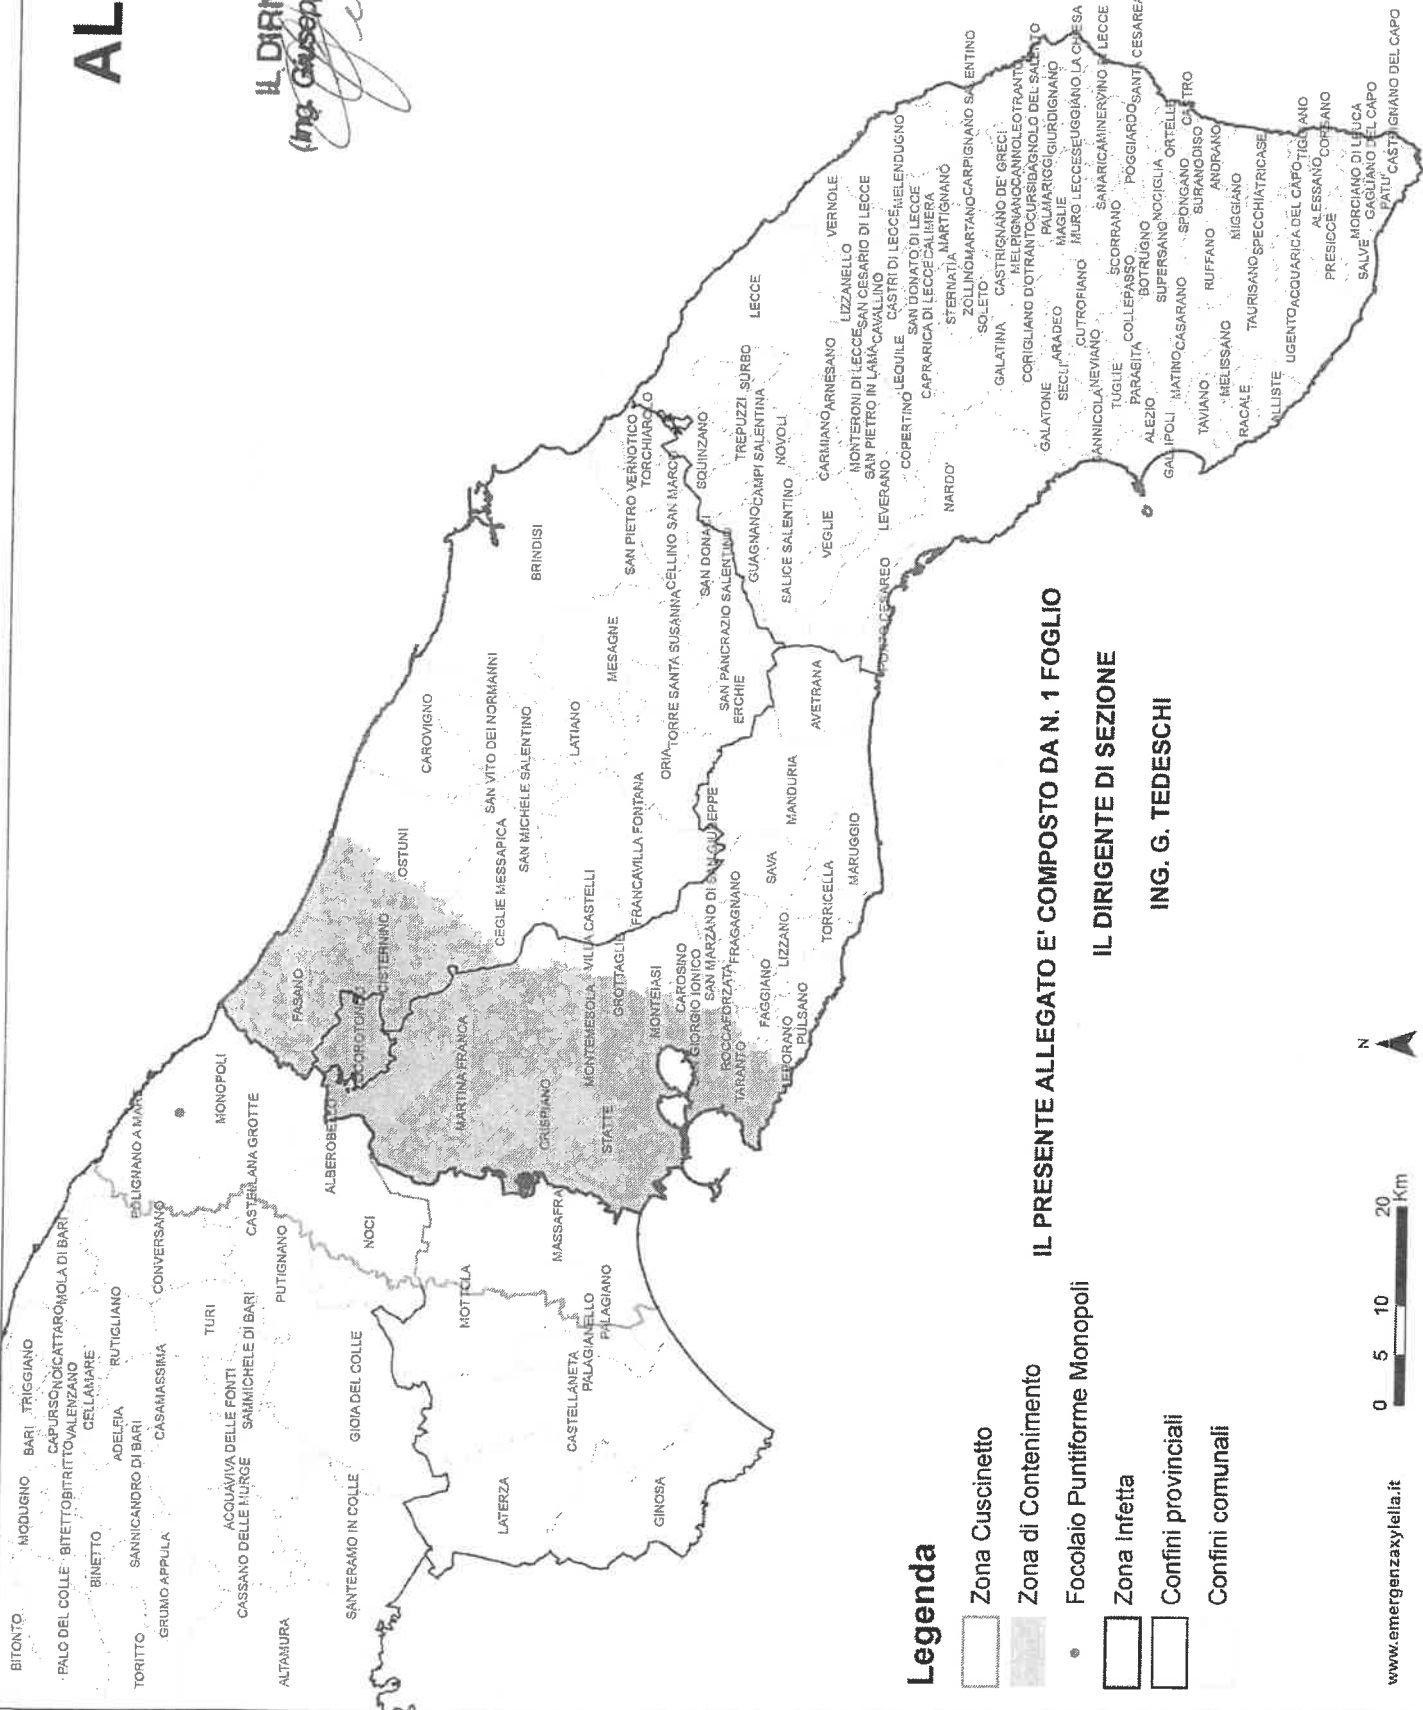 AL
IL DIRI
(Ing. Giusep
BITONTO
MODUGNO
BARI
TRIGGIANO
PALO DEL COLLE
BITETTO
BITRITTO
VALENZANO
CAPURSO
NOICATTARO
MOLA DI BARI
CELLAMARE
BINETTO
ADELFIA
RUTIGLIANO
POLIGNANO A MARE
TORITTO
SANNICANDRO DI BARI
GRUMO APPULA
CASAMASSIMA
CONVERSANO
TURI
MONOPOLI
ACQUAVIVA DELLE FONTI
CASSANO DELLE MURGE
SAMMICHELE DI BARI
CASTELLANA GROTTE
PUTIGNANO
ALTAMURA
FASANO
ALBEROBELLO
SANTERAMO IN COLLE
GIOIA DEL COLLE
NOCI
LOCOROTONDO
CISTERNINO
OSTUNI
CAROVIGNO
MOTTOLA
MARTINA FRANCA
CEGLIE MESSAPICA
SAN VITO DEI NORMANNI
SAN MICHELE SALENTINO
BRINDISI
LATERZA
CRISPIANO
MASSAFRA
LATIANO
CASTELLANETA
PALAGIANELLO
PALAGIANO
MONTEMESOLA
VILLA CASTELLI
STATTE
GROTTAGLIE
MESAGNE
FRANCAVILLA FONTANA
SAN PIETRO VERNOTICO
TORCHIAROLO
GINOSA
MONTEIASI
CAROSINO
ORIA
TORRE SANTA SUSANNA
CELLINO SAN MARCO
SAN GIORGIO IONICO
SAN MARZANO DI SAN GIUSEPPE
SAN DONACI
SQUINZANO
ROCCAFORZATA
FRAGAGNANO
TARANTO
SAN PANCRAZIO SALENTINO
ERCHIE
TREPUZZI
SURBO
LECCE
GUAGNANO
CAMPI SALENTINA
NOVOLI
FAGGIANO
SAVA
LIZZANO
MANDURIA
SALICE SALENTINO
LEPORANO
PULSANO
TORRICELLA
AVETRANA
MARUGGIO
VEGLIE
CARMIANO
ARNESANO
VERNOLE
LIZZANELLO
MONTERONI DI LECCE
SAN CESARIO DI LECCE
SAN PIETRO IN LAMA
CAVALLINO
LEVERANO
PORTO CESAREO
LEQUILE
CASTRI DI LECCE
MELENDUGNO
COPERTINO
SAN DONATO DI LECCE
CAPRARICA DI LECCE
CALIMERA
MARTIGNANO
STERNATIA
NARDO'
ZOLLINO
MARTANO
CARPIGNANO SALENTINO
SOLETO
GALATINA
CASTRIGNANO DE' GRECI
MELPIGNANO
CANNOLE
OTRANTO
CORIGLIANO D'OTRANTO
CURSI
BAGNOLO DEL SALENTO
GALATONE
PALMARIGGI
GIURDIGNANO
SECLI'
ARADEO
MAGLIE
CUTROFIANO
MURO LECCESE
UGGIANO LA CHIESA
SANNICOLA
NEVIANO
SANARICA
MINERVINO DI LECCE
TUGLIE
SCORRANO
COLLEPASSO
POGGIARDO
SANTA CESAREA
PARABITA
BOTRUGNO
ALEZIO
SUPERSANO
NOCIGLIA
ORTELLE
GALLIPOLI
MATINO
CASARANO
SPONGANO
CASTRO
SURANO
DISO
TAVIANO
RUFFANO
ANDRANO
MELISSANO
MIGGIANO
RACALE
TAURISANO
SPECCHIA
TRICASE
ALLISTE
UGENTO
ACQUARICA DEL CAPO
TIGGIANO
ALESSANO
CORSANO
PRESICCE
SALVE
MORCIANO DI LEUCA
GAGLIANO DEL CAPO
PATU'
CASTRIGNANO DEL CAPO
IL PRESENTE ALLEGATO E' COMPOSTO DA N. 1 FOGLIO
IL DIRIGENTE DI SEZIONE
ING. G. TEDESCHI
Legenda
Zona Cuscinetto
Zona di Contenimento
Focolaio Puntiforme Monopoli
Zona Infetta
Confini provinciali
Confini comunali
N
0 5 10 20
Km
www.emergenzaxylella.it